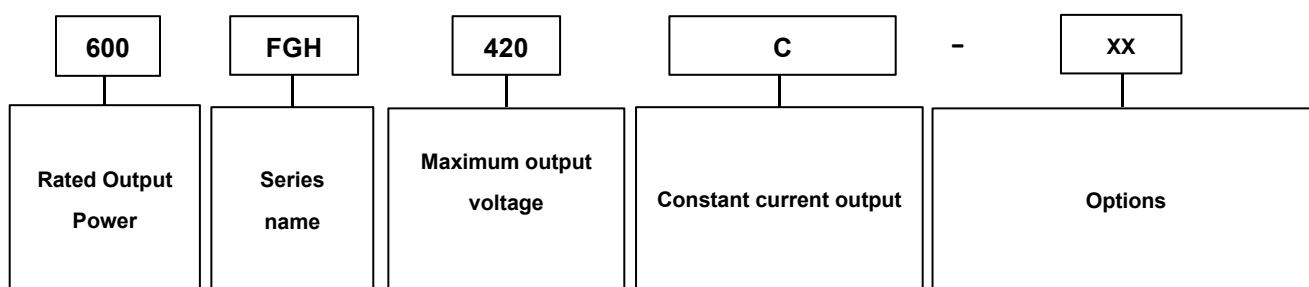 600 FGH 420 C - XX
Rated Output
Power
Series
name
Maximum output
voltage
Constant current output
Options